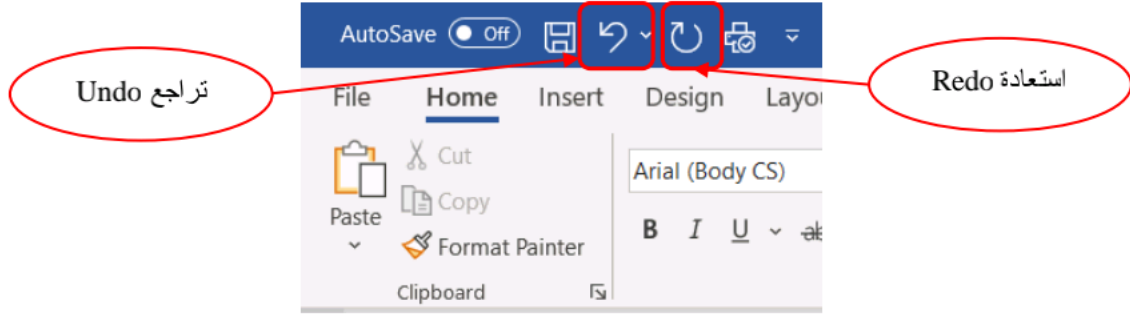 AutoSave Off
تراجع Undo
استعادة Redo
File Home Insert Design Layou
Cut
Copy
Paste
Format Painter
Clipboard
Arial (Body CS)
B I U ab